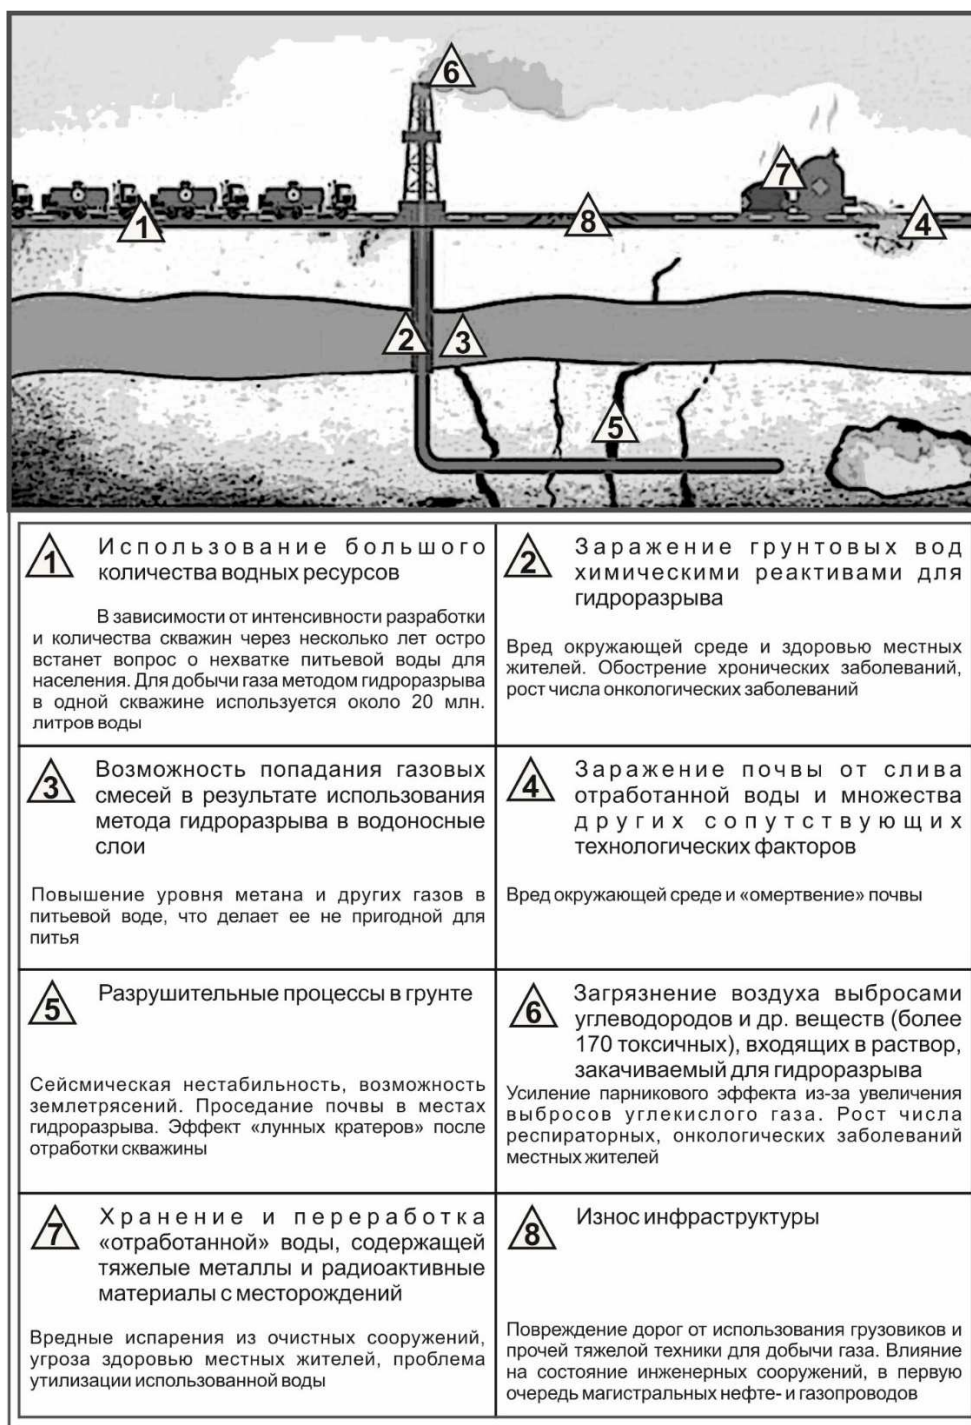 6
7
1
8
4
2
3
5
1
Использование большого
количества водных ресурсов
В зависимости от интенсивности разработки
и количества скважин через несколько лет остро
встанет вопрос о нехватке питьевой воды для
населения. Для добычи газа методом гидроразрыва
в одной скважине используется около 20 млн.
литров воды
2
Заражение грунтовых вод
химическими реактивами для
гидроразрыва
Вред окружающей среде и здоровью местных
жителей. Обострение хронических заболеваний,
рост числа онкологических заболеваний
3
Возможность попадания газовых
смесей в результате использования
метода гидроразрыва в водоносные
слои
Повышение уровня метана и других газов в
питьевой воде, что делает ее не пригодной для
питья
4
Заражение почвы от слива
отработанной воды и множества
других сопутствующих
технологических факторов
Вред окружающей среде и «омертвение» почвы
5
Разрушительные процессы в грунте
Сейсмическая нестабильность, возможность
землетрясений. Проседание почвы в местах
гидроразрыва. Эффект «лунных кратеров» после
отработки скважины
6
Загрязнение воздуха выбросами
углеводородов и др. веществ (более
170 токсичных), входящих в раствор,
закачиваемый для гидроразрыва
Усиление парникового эффекта из-за увеличения
выбросов углекислого газа. Рост числа
респираторных, онкологических заболеваний
местных жителей
7
Хранение и переработка
«отработанной» воды, содержащей
тяжелые металлы и радиоактивные
материалы с месторождений
Вредные испарения из очистных сооружений,
угроза здоровью местных жителей, проблема
утилизации использованной воды
8
Износ инфраструктуры
Повреждение дорог от использования грузовиков и
прочей тяжелой техники для добычи газа. Влияние
на состояние инженерных сооружений, в первую
очередь магистральных нефте- и газопроводов